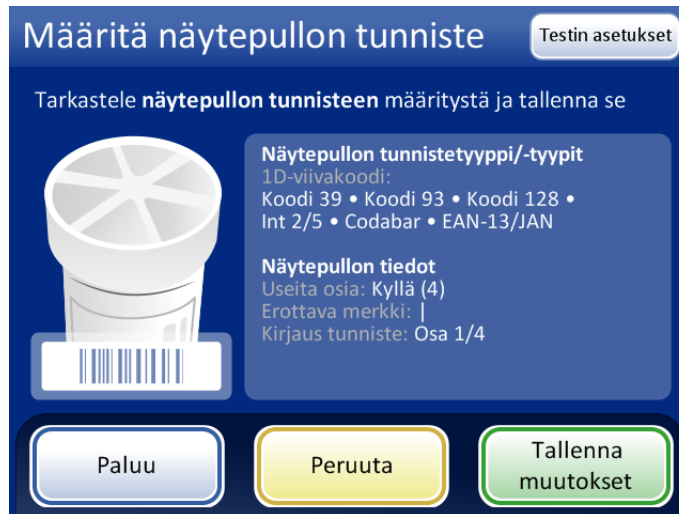 Määritä näytepullon tunniste
Testin asetukset
Tarkastele näytepullon tunnisteen määritystä ja tallenna se
Näytepullon tunnistetyyppi/-tyypit
1D-viivakoodi:
Koodi 39 • Koodi 93 • Koodi 128 •
Int 2/5 • Codabar • EAN-13/JAN
Näytepullon tiedot
Useita osia: Kyllä (4)
Erottava merkki: |
Kirjaus tunniste: Osa 1/4
Paluu
Peruuta
Tallenna
muutokset